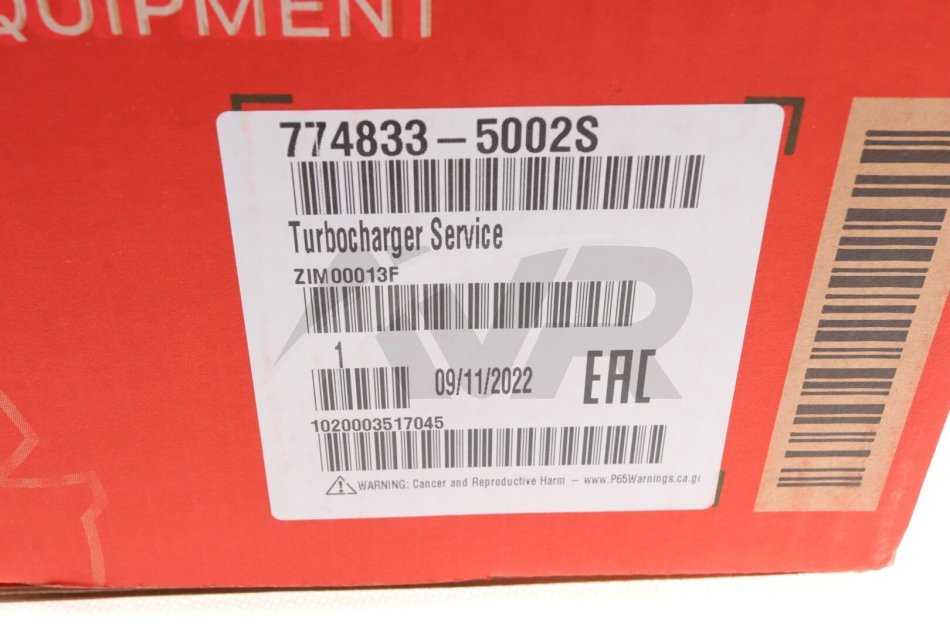 QUIPMENT
774833-5002S
Turbocharger Service
ZIM00013F
AVR
1
09/11/2022
EAC
1020003517045
WARNING: Cancer and Reproductive Harm - www.P65Warnings.ca.g